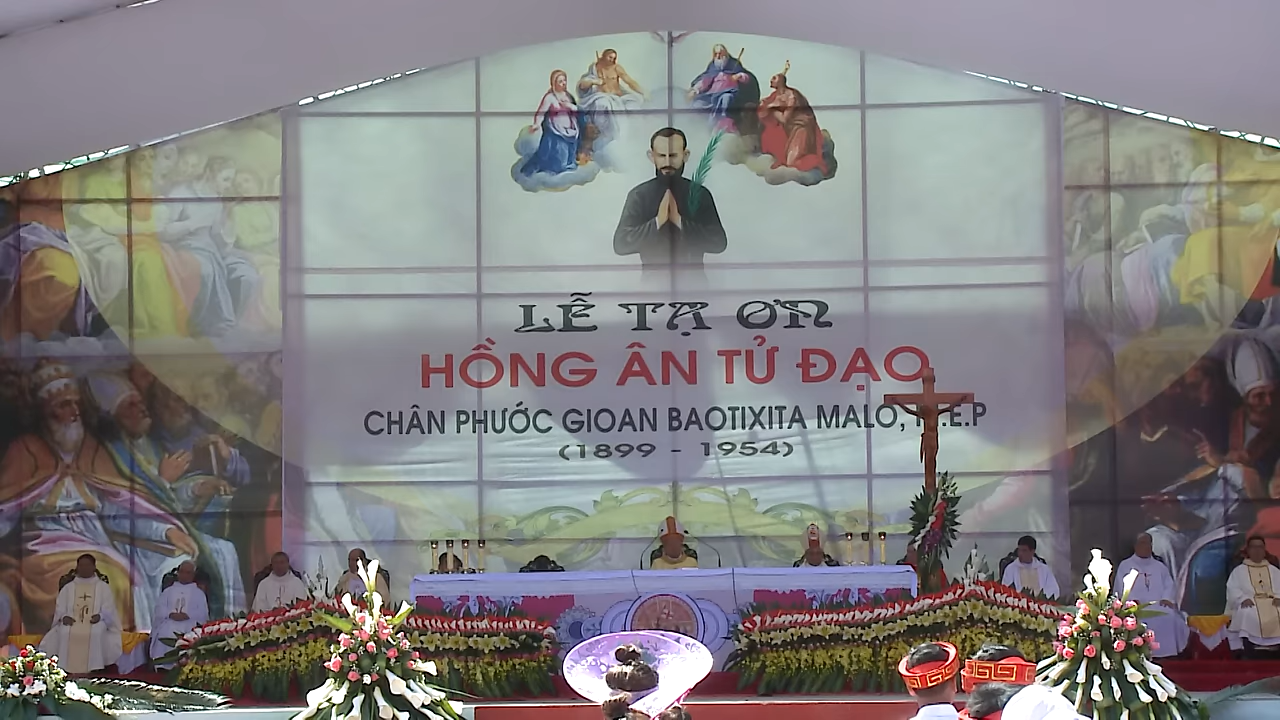 LỄ TẠ ƠN
HỒNG ÂN TỬ ĐẠO
CHÂN PHƯỚC GIOAN BAOTIXITA MALO, M.E.P
(1899 - 1954)